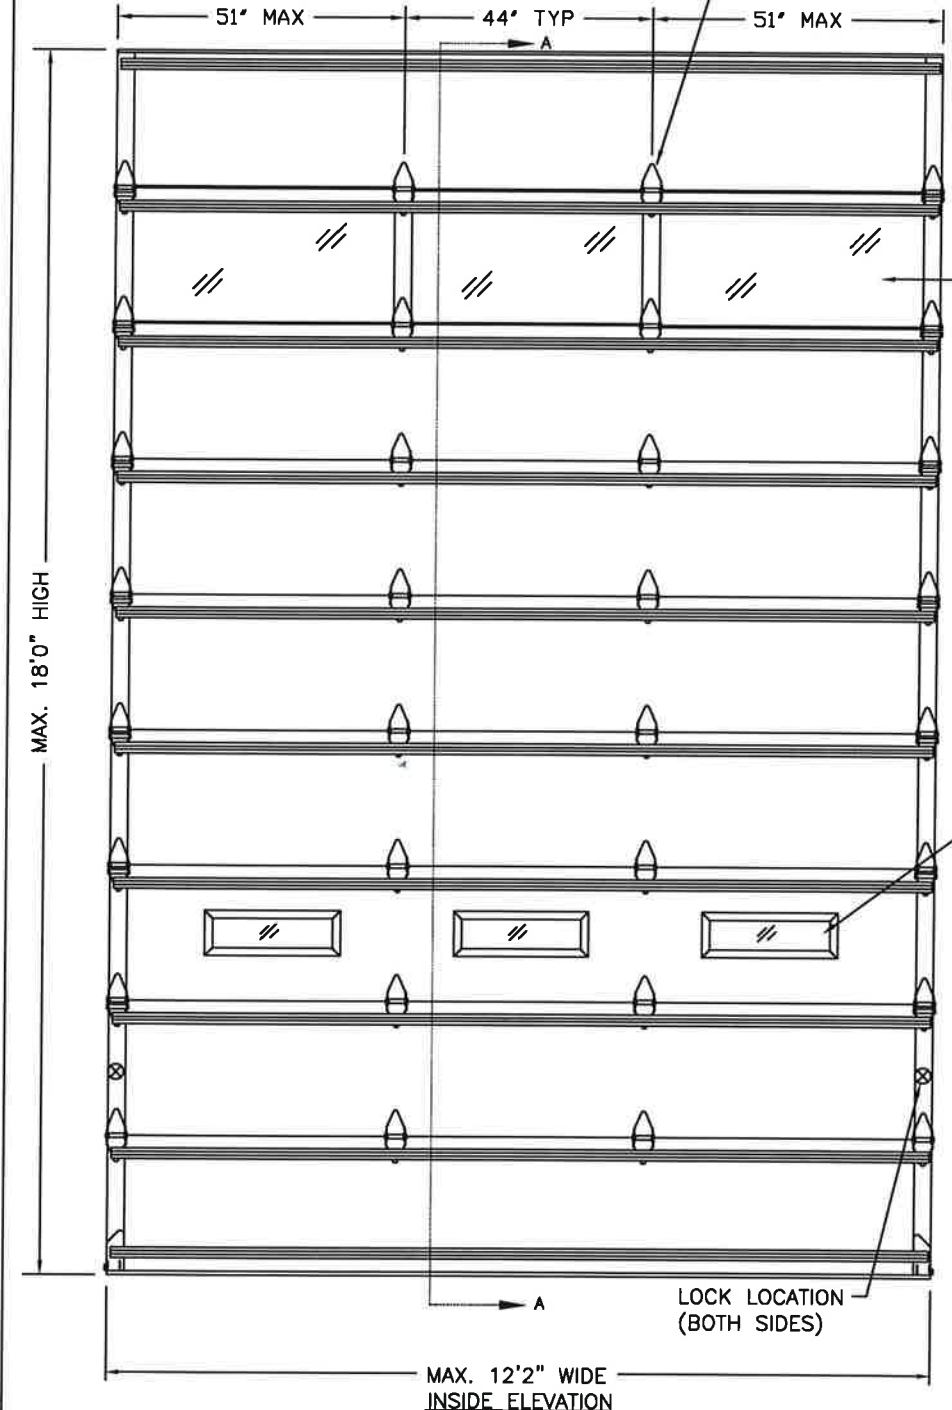 51" MAX
44" TYP
51" MAX
A
MAX. 18'0" HIGH
A
LOCK LOCATION
(BOTH SIDES)
MAX. 12'2" WIDE
INSIDE ELEVATION